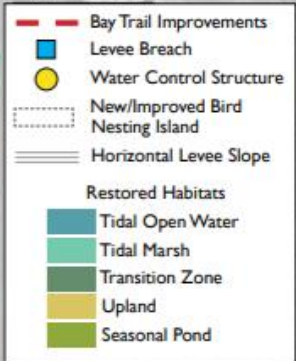 Bay Trail Improvements
Levee Breach
Water Control Structure
New/Improved Bird
Nesting Island
Horizontal Levee Slope
Restored Habitats
Tidal Open Water
Tidal Marsh
Transition Zone
Upland
Seasonal Pond